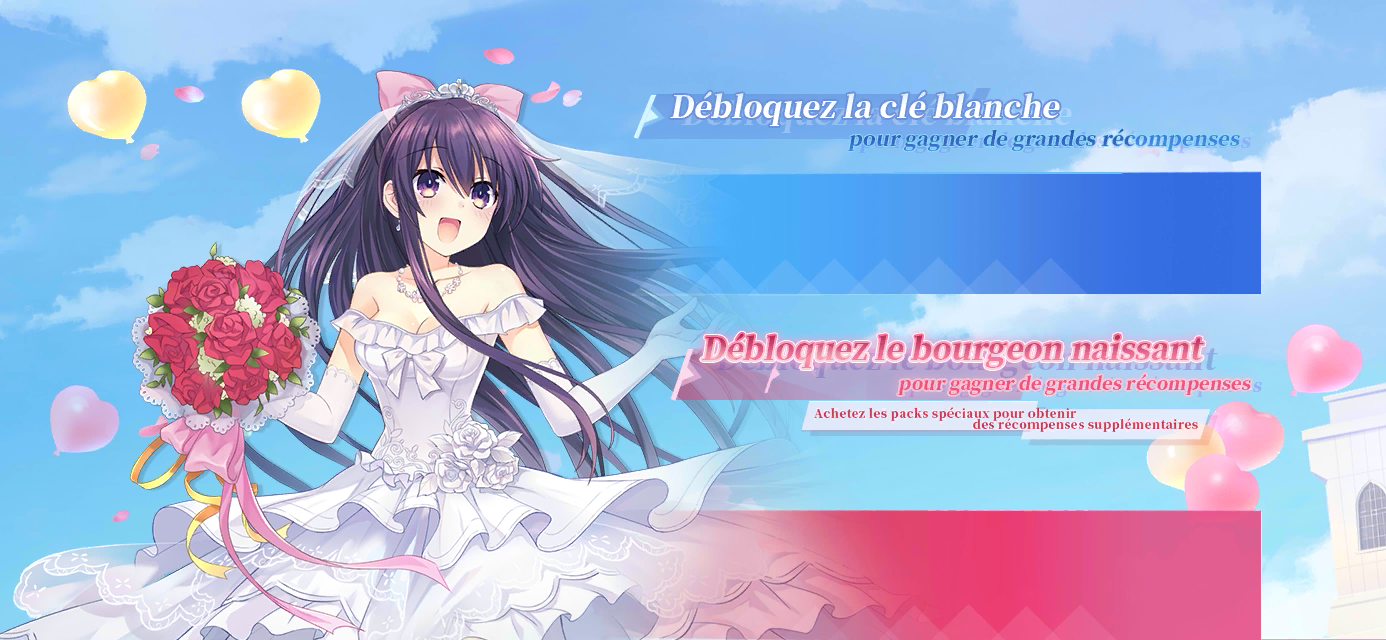 Débloquez la clé blanche
pour gagner de grandes récompenses
Débloquez le bourgeon naissant
pour gagner de grandes récompenses
Achetez les packs spéciaux pour obtenir
des récompenses supplémentaires